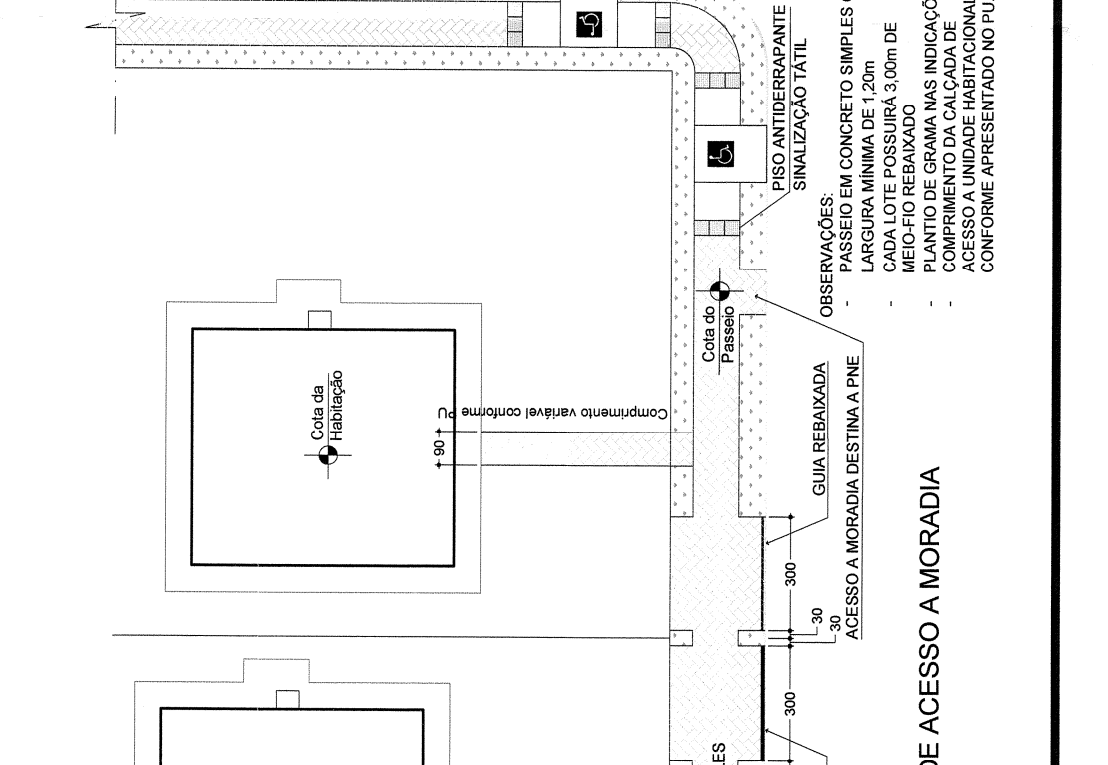 PISO ANTIDERRAPANTE
SINALIZAÇÃO TÁTIL
OBSERVAÇÕES:
- PASSEIO EM CONCRETO SIMPLES
LARGURA MÍNIMA DE 1,20m
- CADA LOTE POSSUIRÁ 3,00m DE
MEIO-FIO REBAIXADO
- PLANTIO DE GRAMA NAS INDICAÇÕ
- COMPRIMENTO DA CALÇADA DE
ACESSO A UNIDADE HABITACIONAL
CONFORME APRESENTADO NO PU
Cota do
Passeio
Cota da
Habitação
Comprimento variável conforme PU
90
GUIA REBAIXADA
ACESSO A MORADIA DESTINA A PNE
300
30
30
300
DE ACESSO A MORADIA
LES